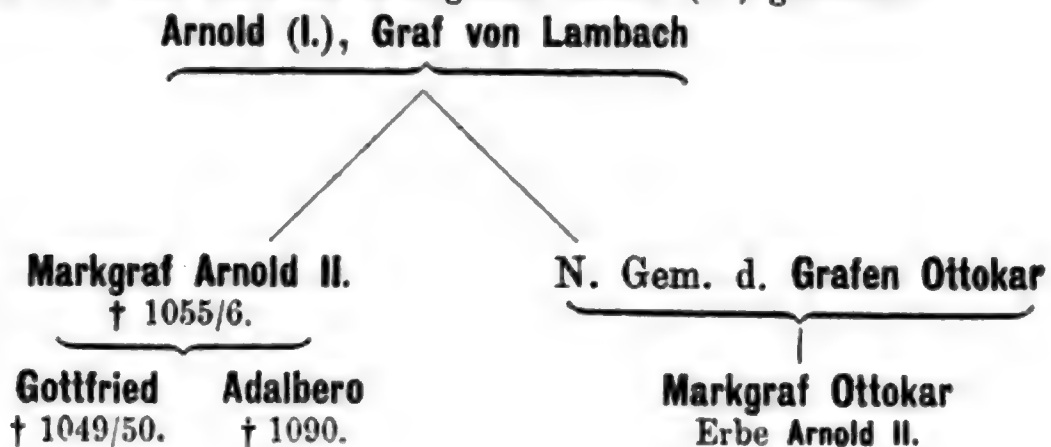 Arnold (I.), Graf von Lambach
Markgraf Arnold II.
† 1055/6.
Gottfried Adalbero
† 1049/50. † 1090.
N. Gem. d. Grafen Ottokar
Markgraf Ottokar
Erbe Arnold II.